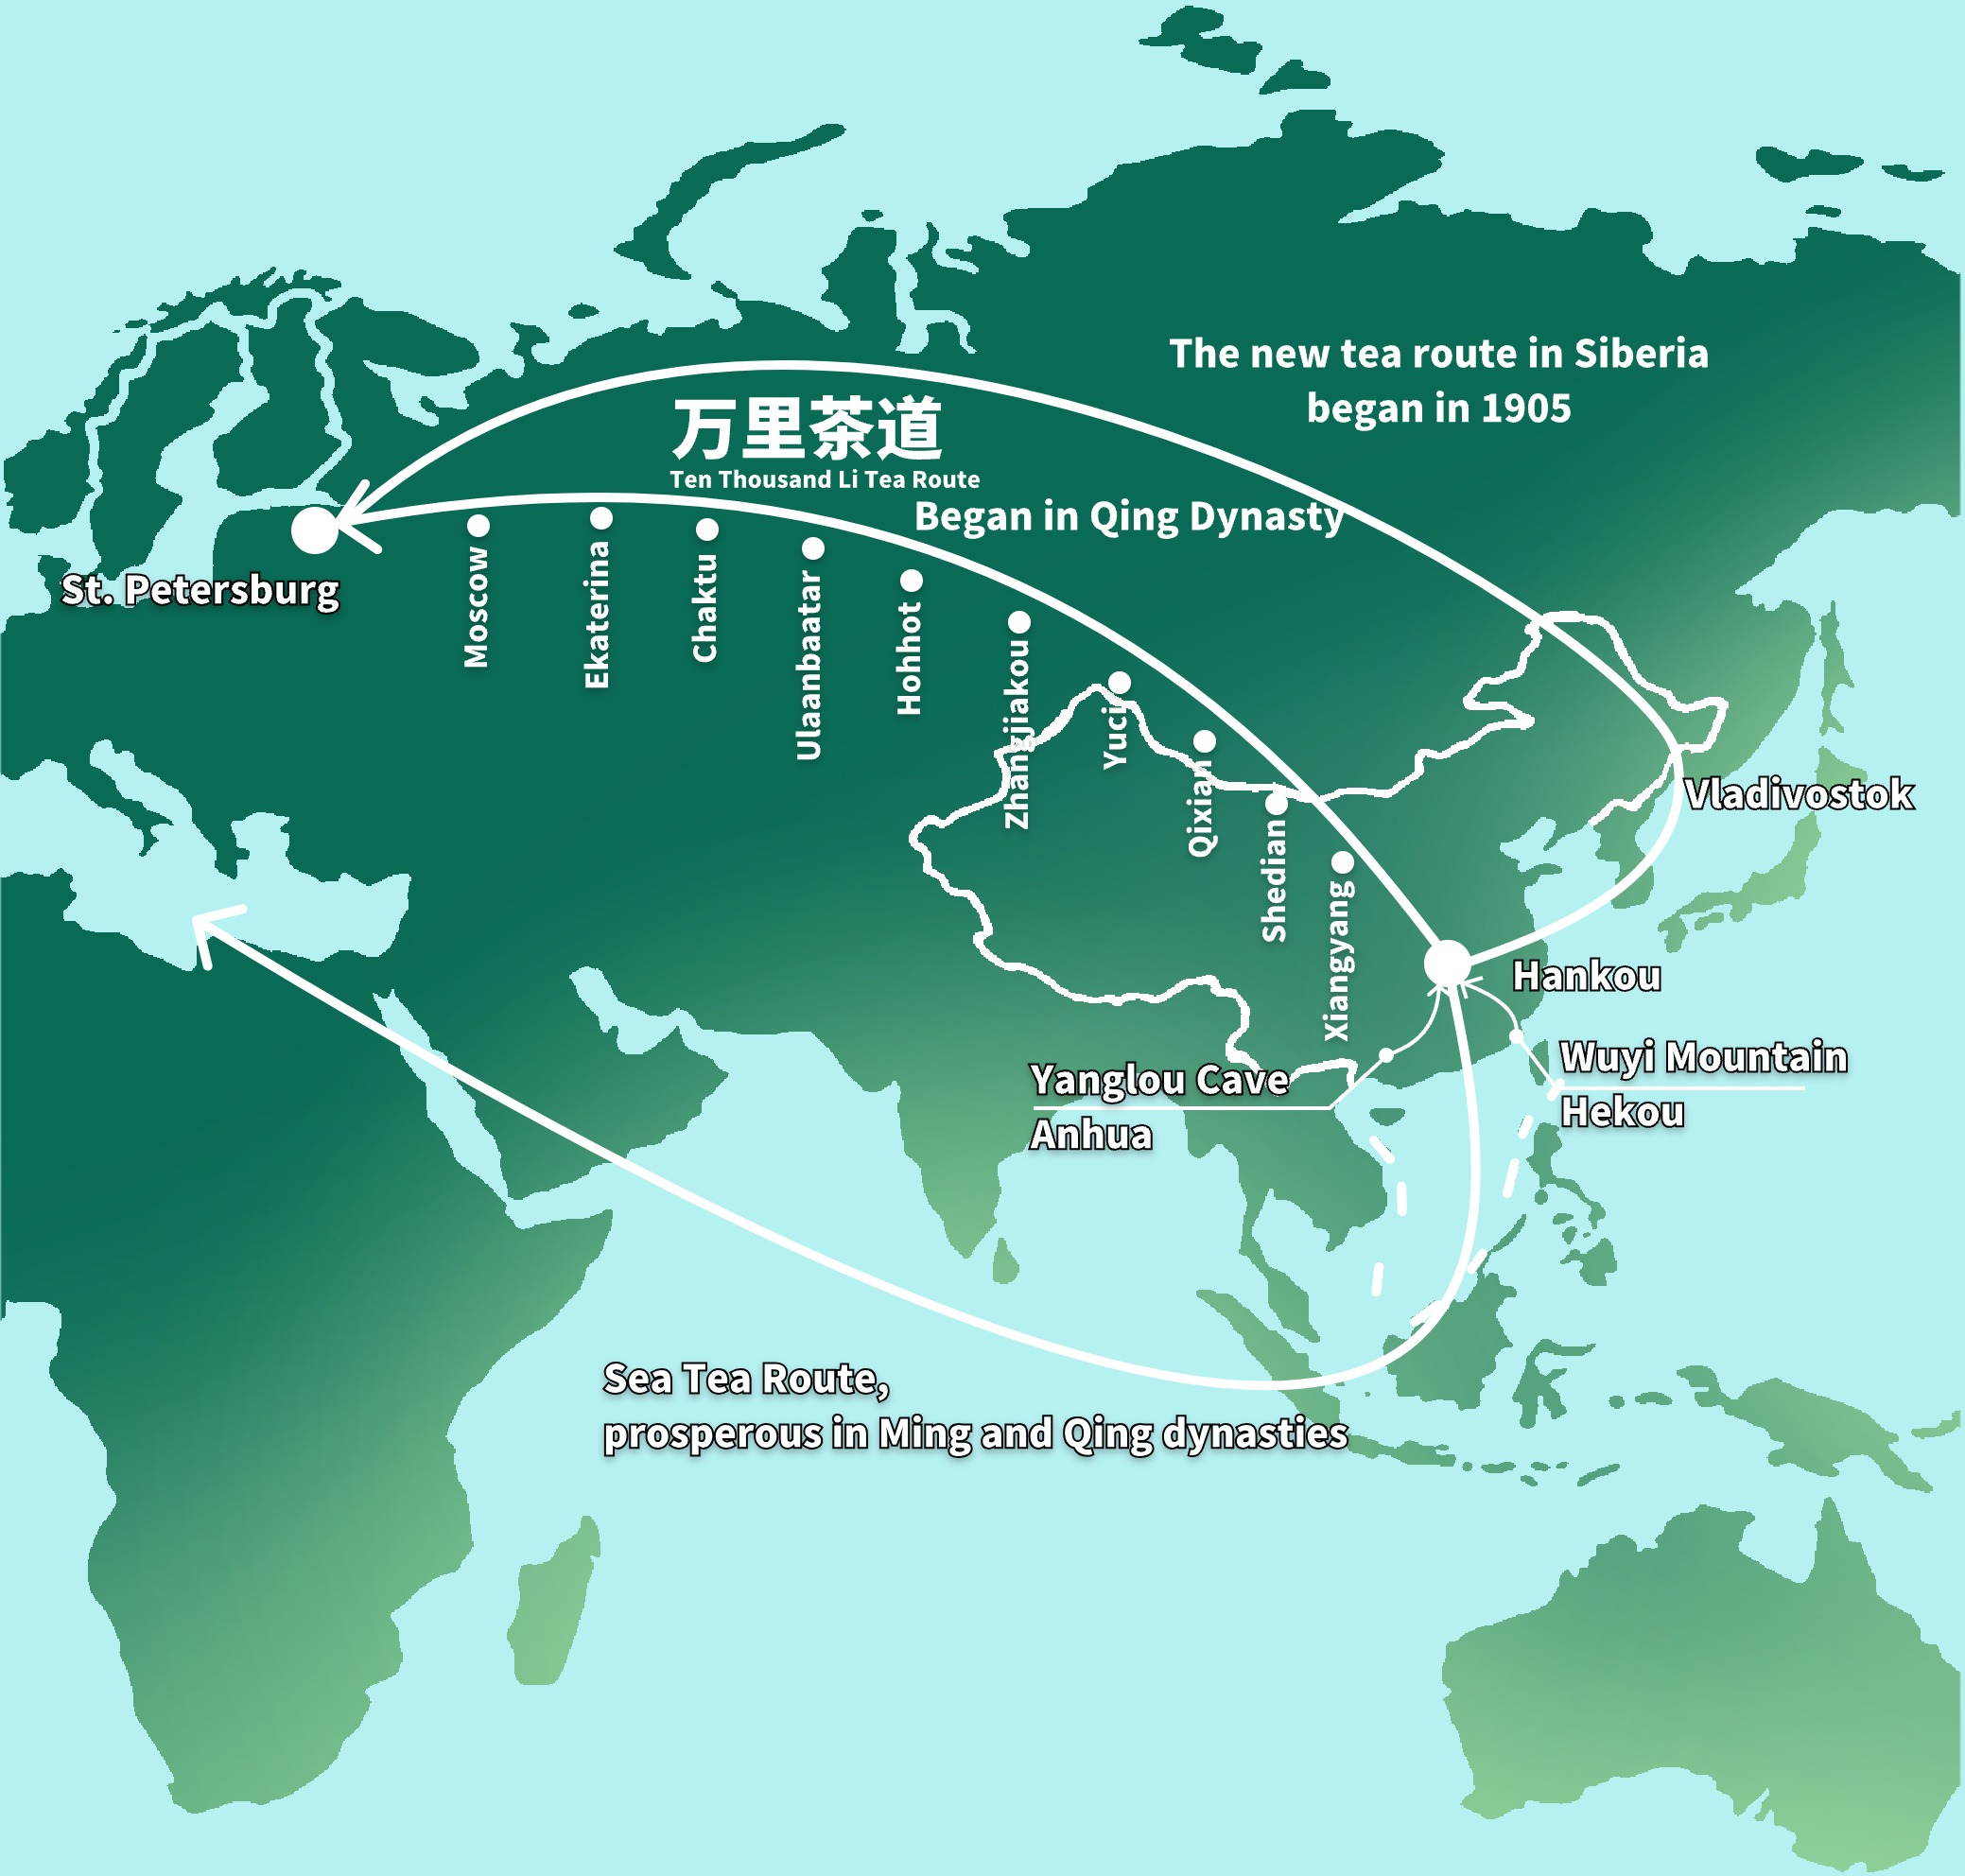 The new tea route in Siberia
began in 1905
万里茶道
Ten Thousand Li Tea Route
Began in Qing Dynasty
St. Petersburg
Moscow
Ekaterina
Chaktu
Ulaanbaatar
Hohhot
Zhangjiakou
Yuci
Qixian
Shedian
Xiangyang
Vladivostok
Hankou
Wuyi Mountain
Hekou
Yanglou Cave
Anhua
Sea Tea Route,
prosperous in Ming and Qing dynasties